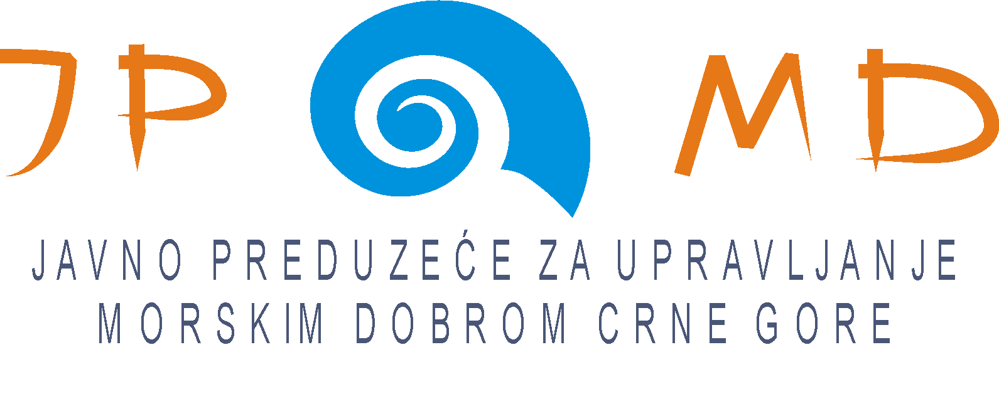 JP MD
JAVNO PREDUZEĆE ZA UPRAVLJANJE
MORSKIM DOBROM CRNE GORE